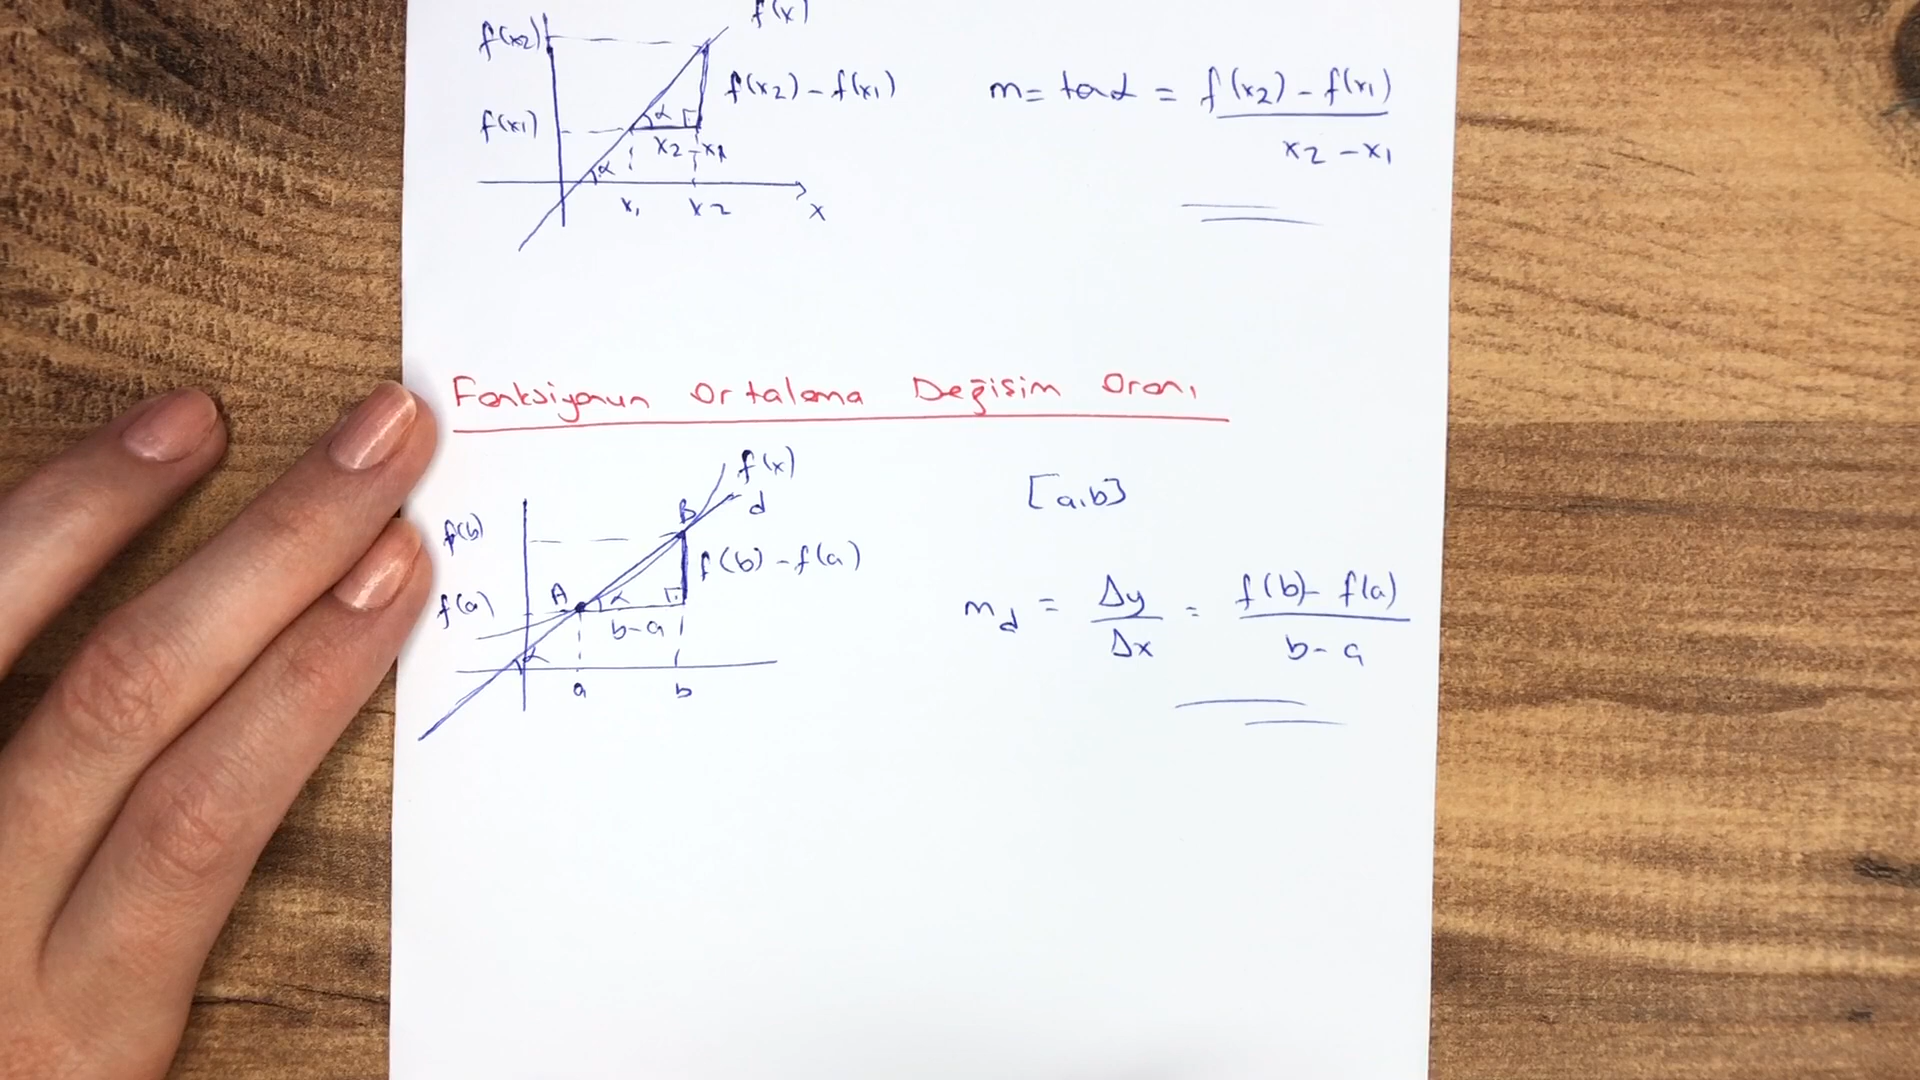 f(x)
f(x2)
f(x2) - f(x1)
f(x1)
α
x2 - x1
α
x1 x2
x
m = tanα = f(x2) - f(x1)
x2 - x1
Fonksiyonun Ortalama Değişim Oranı
f(x)
d
B
f(b)
f(b) - f(a)
A
α
f(a)
b-a
α
a b
[a,b]
md = Δy = f(b) - f(a)
Δx b-a